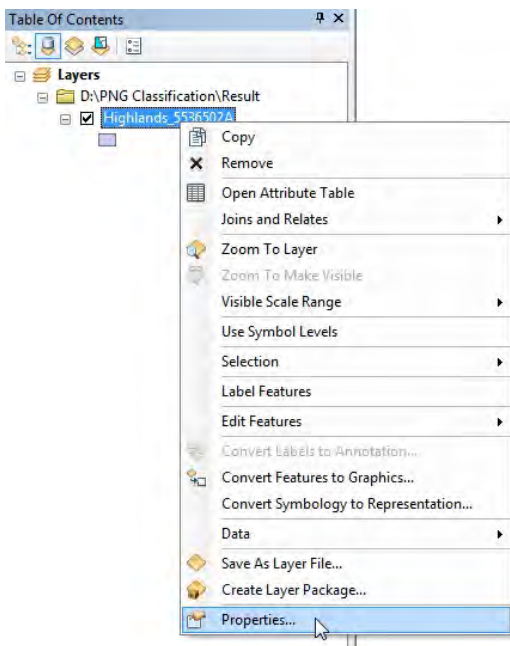 Table Of Contents
Layers
D:\PNG Classification\Result
Highlands_5536502A
Copy
Remove
Open Attribute Table
Joins and Relates
Zoom To Layer
Zoom To Make Visible
Visible Scale Range
Use Symbol Levels
Selection
Label Features
Edit Features
Convert Labels to Annotation...
Convert Features to Graphics...
Convert Symbology to Representation...
Data
Save As Layer File...
Create Layer Package...
Properties...